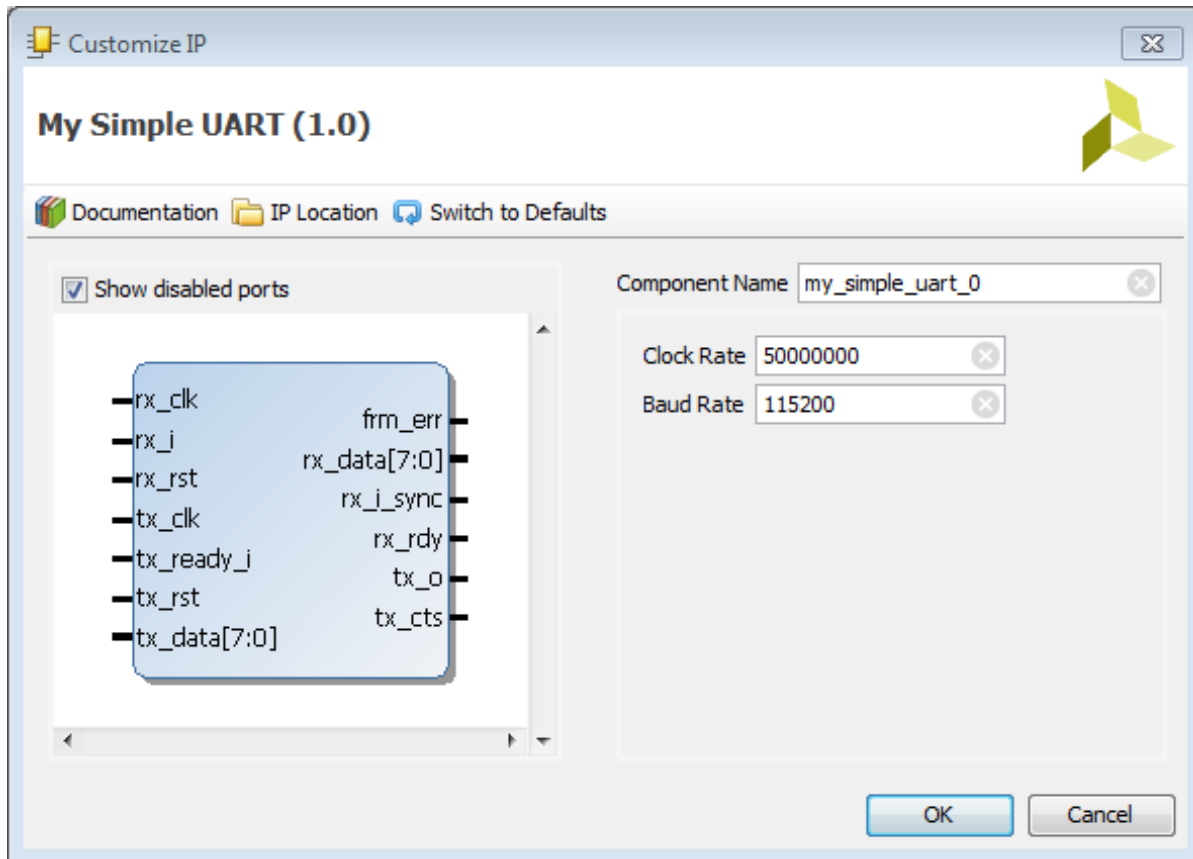 Customize IP
My Simple UART (1.0)
Documentation IP Location Switch to Defaults
Show disabled ports
rx_clk
rx_i
rx_rst
tx_clk
tx_ready_i
tx_rst
tx_data[7:0]
frm_err
rx_data[7:0]
rx_i_sync
rx_rdy
tx_o
tx_cts
Component Name my_simple_uart_0
Clock Rate 50000000
Baud Rate 115200
OK Cancel